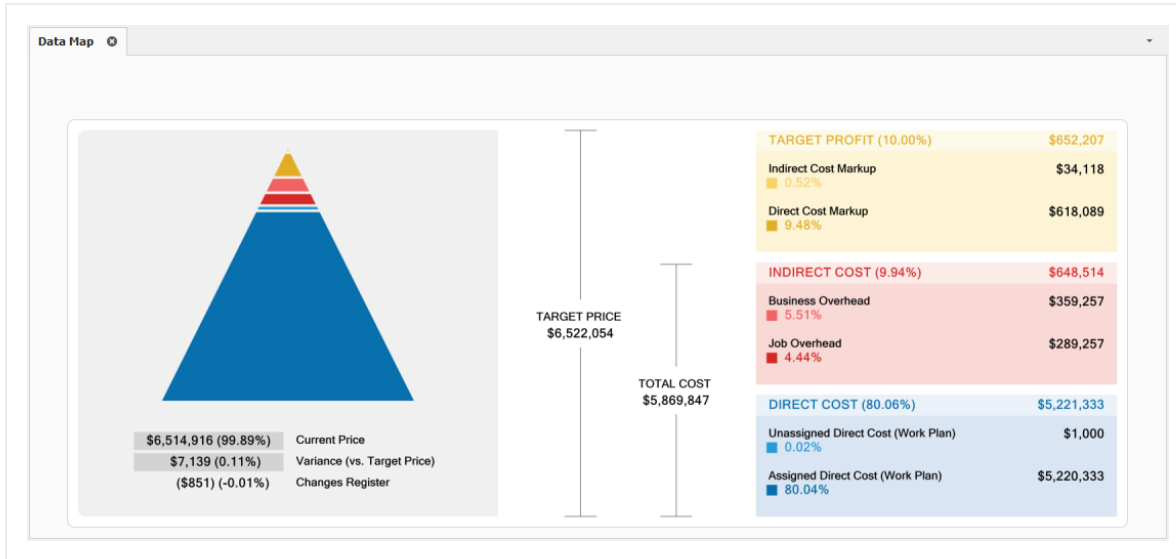 Data Map
$6,514,916 (99.89%) Current Price
$7,139 (0.11%) Variance (vs. Target Price)
($851) (-0.01%) Changes Register
TARGET PRICE
$6,522,054
TOTAL COST
$5,869,847
TARGET PROFIT (10.00%) $652,207
Indirect Cost Markup $34,118
0.52%
Direct Cost Markup $618,089
9.48%
INDIRECT COST (9.94%) $648,514
Business Overhead $359,257
5.51%
Job Overhead $289,257
4.44%
DIRECT COST (80.06%) $5,221,333
Unassigned Direct Cost (Work Plan) $1,000
0.02%
Assigned Direct Cost (Work Plan) $5,220,333
80.04%